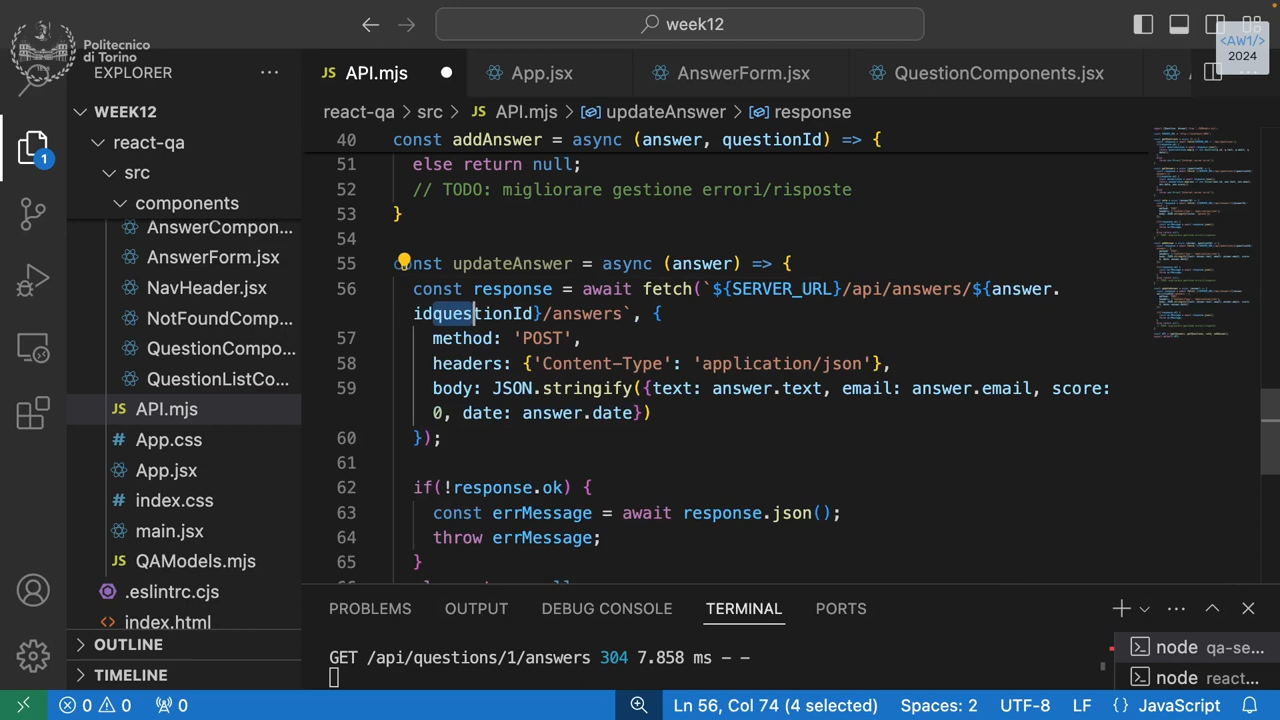 week12
Politecnico
di Torino
<AW1/>
2024
EXPLORER
JS API.mjs
App.jsx
AnswerForm.jsx
QuestionComponents.jsx
WEEK12
react-qa
src
components
AnswerCompon...
AnswerForm.jsx
NavHeader.jsx
NotFoundComp...
QuestionCompo...
QuestionListCo...
JS API.mjs
# App.css
App.jsx
# index.css
main.jsx
JS QAModels.mjs
.eslintrc.cjs
<> index.html
OUTLINE
TIMELINE
1
react-qa > src > JS API.mjs > updateAnswer > response
40 const addAnswer = async (answer, questionId) => {
51 else return null;
52 // TODO migliorare gestione errori/risposte
53 }
54
55 const updateAnswer = async (answer) => {
56 const response = await fetch(`${SERVER_URL}/api/answers/${answer.
idquestionId}/answers`, {
57 method: 'POST',
58 headers: {'Content-Type': 'application/json'},
59 body: JSON.stringify({text: answer.text, email: answer.email, score:
0, date: answer.date})
60 });
61
62 if(!response.ok) {
63 const errMessage = await response.json();
64 throw errMessage;
65 }
PROBLEMS OUTPUT DEBUG CONSOLE TERMINAL PORTS
GET /api/questions/1/answers 304 7.858 ms - -
node qa-se...
node react...
0 0 0 Ln 56, Col 74 (4 selected) Spaces: 2 UTF-8 LF {} JavaScript